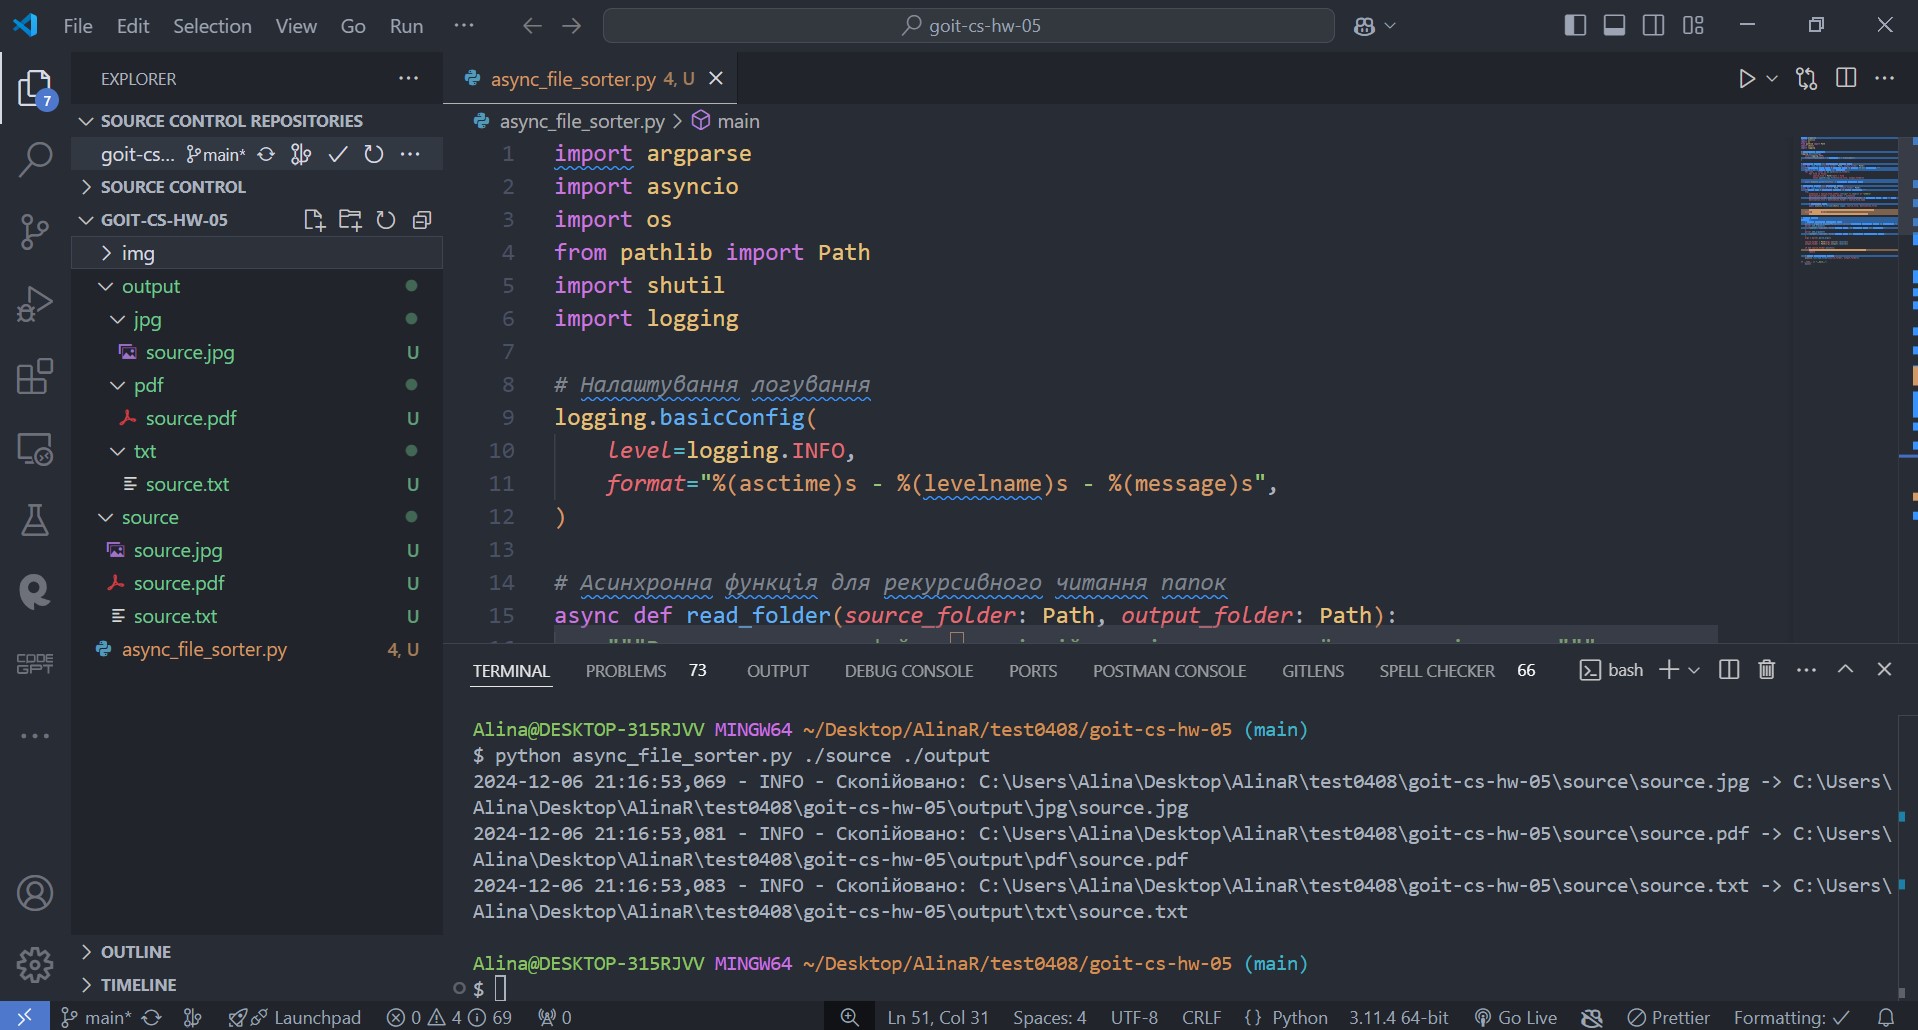 File Edit Selection View Go Run ··· goit-cs-hw-05
EXPLORER ···
SOURCE CONTROL REPOSITORIES
goit-cs... main* ···
SOURCE CONTROL
GOIT-CS-HW-05
img
output
jpg
source.jpg U
pdf
source.pdf U
txt
source.txt U
source
source.jpg U
source.pdf U
source.txt U
async_file_sorter.py 4, U
OUTLINE
TIMELINE
7
CODE
GPT
async_file_sorter.py 4, U
async_file_sorter.py > main
1 import argparse
2 import asyncio
3 import os
4 from pathlib import Path
5 import shutil
6 import logging
7
8 # Налаштування логування
9 logging.basicConfig(
10 level=logging.INFO,
11 format="%(asctime)s - %(levelname)s - %(message)s",
12 )
13
14 # Асинхронна функція для рекурсивного читання папок
15 async def read_folder(source_folder: Path, output_folder: Path):
TERMINAL PROBLEMS 73 OUTPUT DEBUG CONSOLE PORTS POSTMAN CONSOLE GITLENS SPELL CHECKER 66 bash
Alina@DESKTOP-315RJVV MINGW64 ~/Desktop/AlinaR/test0408/goit-cs-hw-05 (main)
$ python async_file_sorter.py ./source ./output
2024-12-06 21:16:53,069 - INFO - Скопійовано: C:\Users\Alina\Desktop\AlinaR\test0408\goit-cs-hw-05\source\source.jpg -> C:\Users\
Alina\Desktop\AlinaR\test0408\goit-cs-hw-05\output\jpg\source.jpg
2024-12-06 21:16:53,081 - INFO - Скопійовано: C:\Users\Alina\Desktop\AlinaR\test0408\goit-cs-hw-05\source\source.pdf -> C:\Users\
Alina\Desktop\AlinaR\test0408\goit-cs-hw-05\output\pdf\source.pdf
2024-12-06 21:16:53,083 - INFO - Скопійовано: C:\Users\Alina\Desktop\AlinaR\test0408\goit-cs-hw-05\source\source.txt -> C:\Users\
Alina\Desktop\AlinaR\test0408\goit-cs-hw-05\output\txt\source.txt
Alina@DESKTOP-315RJVV MINGW64 ~/Desktop/AlinaR/test0408/goit-cs-hw-05 (main)
$
main* Launchpad 0 4 69 0 Ln 51, Col 31 Spaces: 4 UTF-8 CRLF {} Python 3.11.4 64-bit Go Live Prettier Formatting: ✓